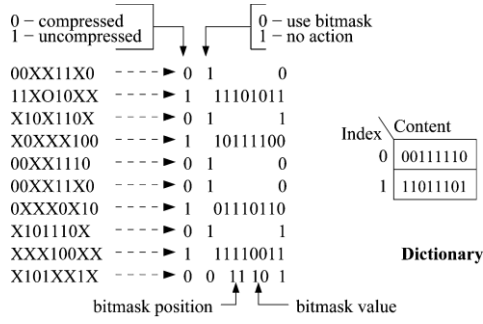 0 – compressed
1 – uncompressed
0 – use bitmask
1 – no action
00XX11X0 0 1 0
11XO10XX 1 11101011
X10X110X 0 1 1
X0XXX100 1 10111100
00XX1110 0 1 0
00XX11X0 0 1 0
0XXX0X10 1 01110110
X101110X 0 1 1
XXX100XX 1 11110011
X101XX1X 0 0 11 10 1
bitmask position
bitmask value
Index Content
0 00111110
1 11011101
Dictionary